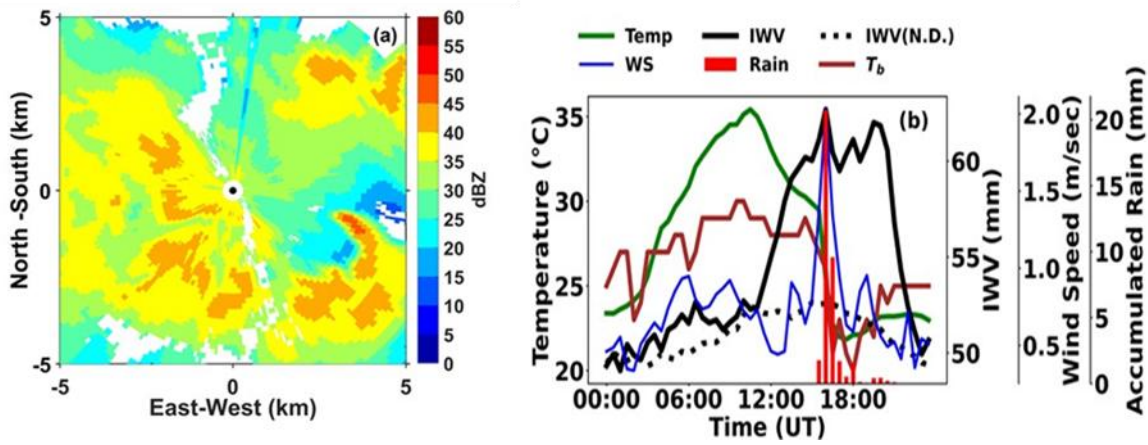 (a)
5
0
-5
North -South (km)
-5
0
5
East-West (km)
60
55
50
45
40
35
30
25
20
15
10
5
0
dBZ
Temp
IWV
IWV(N.D.)
WS
Rain
Tb
(b)
35
30
25
20
Temperature (°C)
60
55
50
IWV (mm)
2.0
1.5
1.0
0.5
Wind Speed (m/sec)
20
15
10
5
0
Accumulated Rain (mm)
00:00
06:00
12:00
18:00
Time (UT)